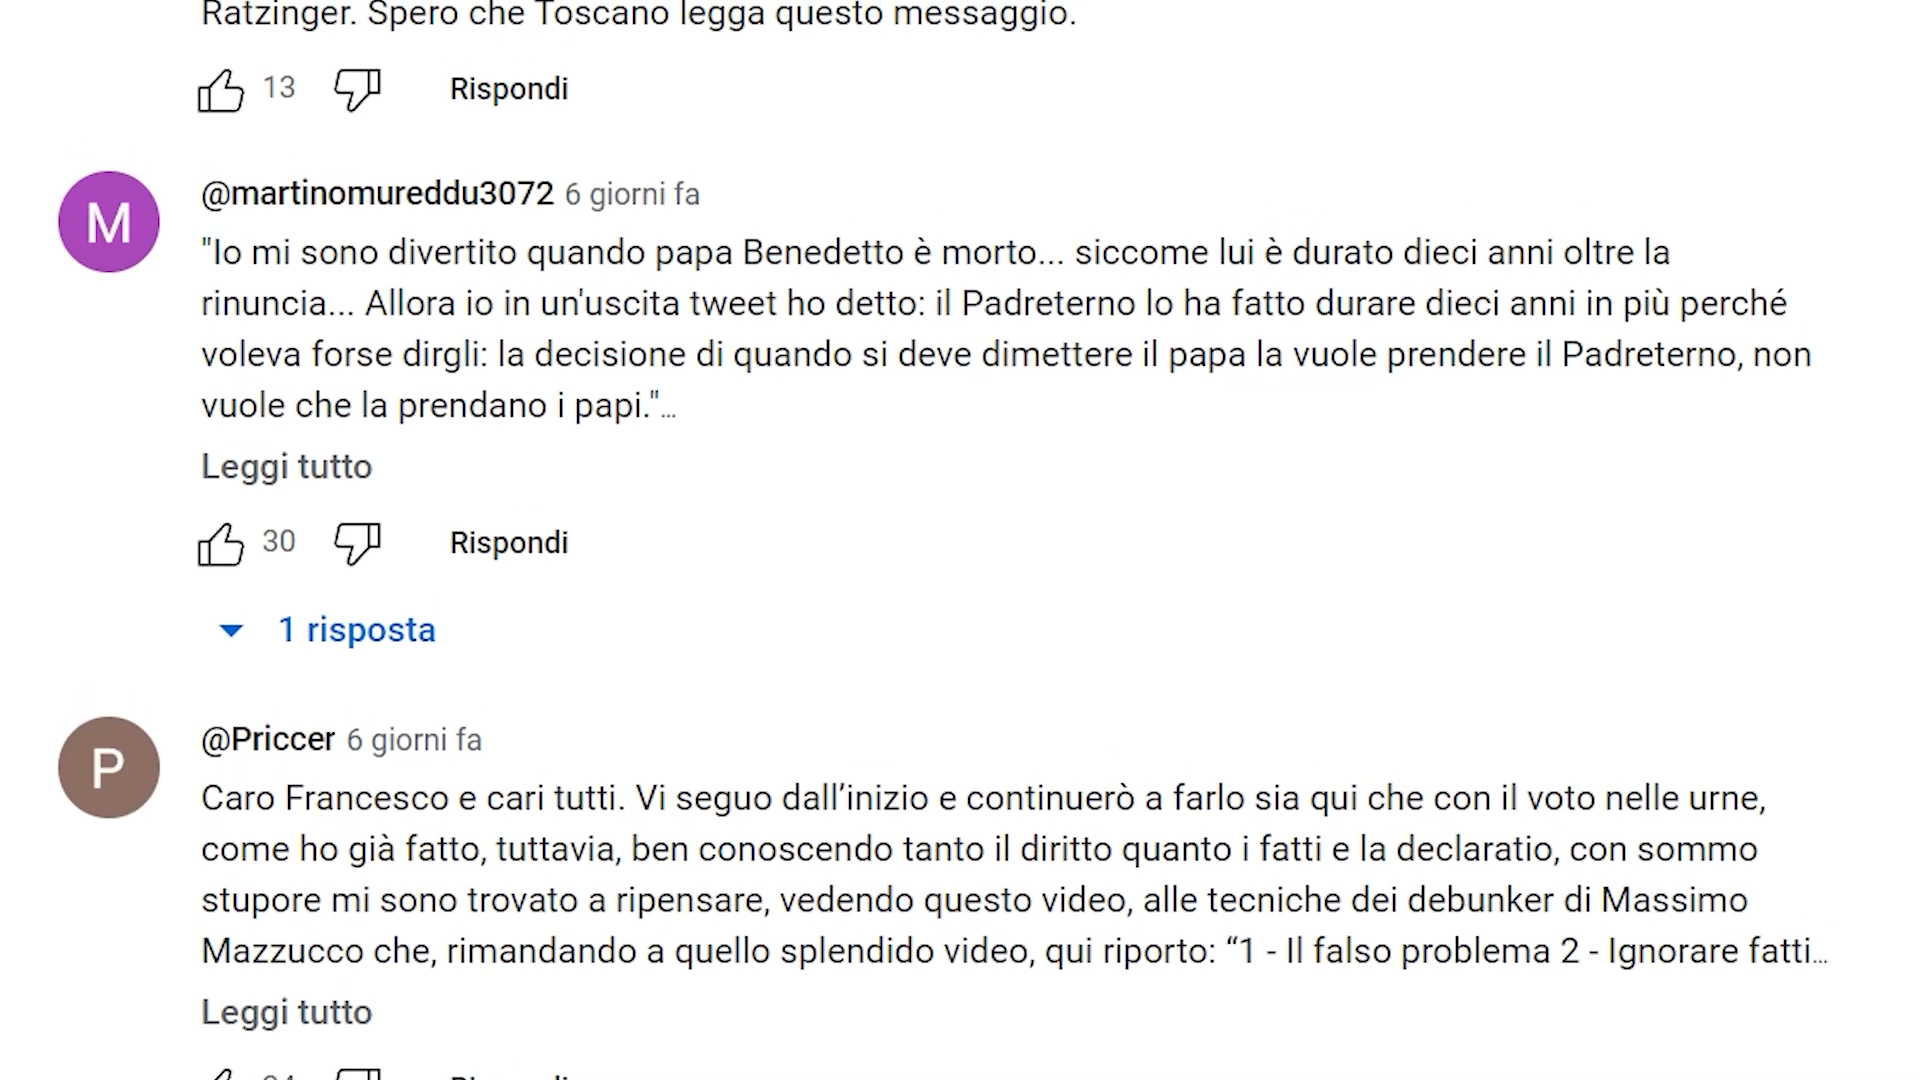 Ratzinger. Spero che Toscano legga questo messaggio.
13 Rispondi
M
@martinomureddu3072 6 giorni fa
"Io mi sono divertito quando papa Benedetto è morto... siccome lui è durato dieci anni oltre la
rinuncia... Allora io in un'uscita tweet ho detto: il Padreterno lo ha fatto durare dieci anni in più perché
voleva forse dirgli: la decisione di quando si deve dimettere il papa la vuole prendere il Padreterno, non
vuole che la prendano i papi."...
Leggi tutto
30 Rispondi
1 risposta
P
@Priccer 6 giorni fa
Caro Francesco e cari tutti. Vi seguo dall’inizio e continuerò a farlo sia qui che con il voto nelle urne,
come ho già fatto, tuttavia, ben conoscendo tanto il diritto quanto i fatti e la declaratio, con sommo
stupore mi sono trovato a ripensare, vedendo questo video, alle tecniche dei debunker di Massimo
Mazzucco che, rimandando a quello splendido video, qui riporto: “1 - Il falso problema 2 - Ignorare fatti...
Leggi tutto